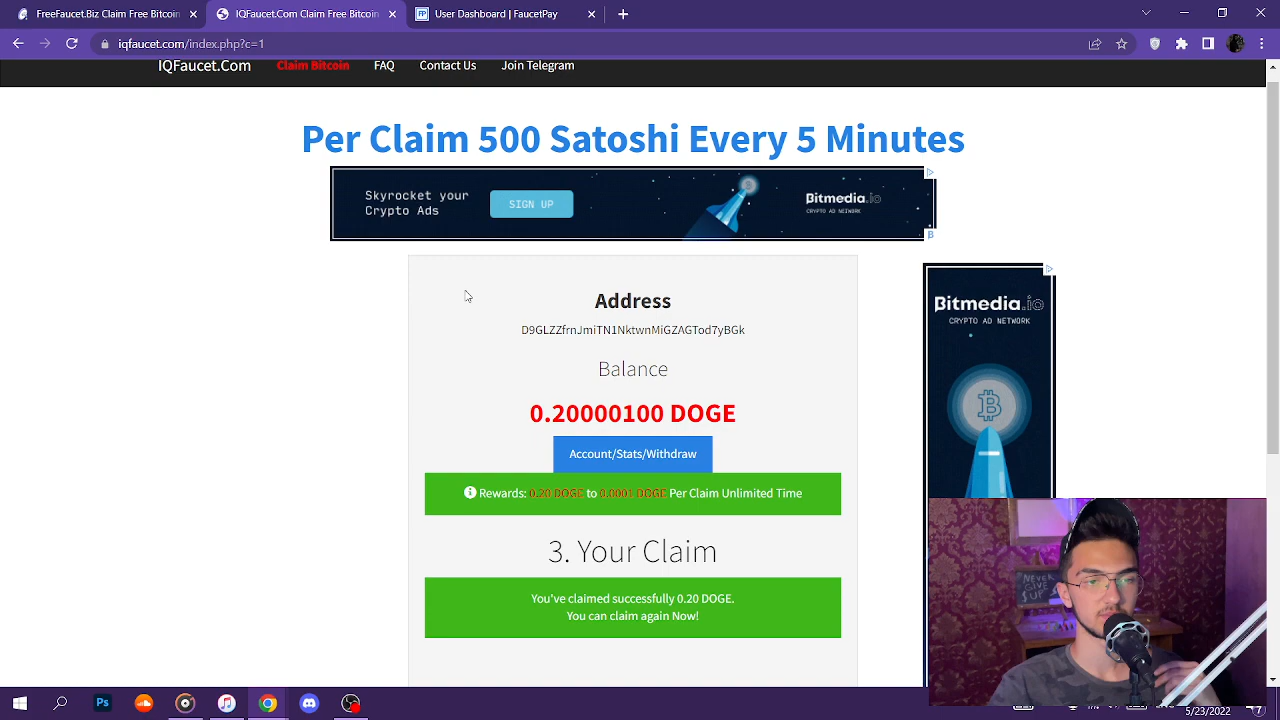 FreeFaucet.Biz Claim Free Bitcoin
IQFaucet.Com Claim Free Bitcoin
User Dashboard - FaucetPay
iqfaucet.com/index.php?c=1
IQFaucet.Com Claim Bitcoin FAQ Contact Us Join Telegram
Per Claim 500 Satoshi Every 5 Minutes
Skyrocket your
Crypto Ads
SIGN UP
Bitmedia.io
CRYPTO AD NETWORK
Address
D9GLZZfrnJmiTN1NktwnMiGZAGTod7yBGk
Balance
0.20000100 DOGE
Account/Stats/Withdraw
Rewards: 0.20 DOGE to 0.0001 DOGE Per Claim Unlimited Time
3. Your Claim
You've claimed successfully 0.20 DOGE.
You can claim again Now!
Bitmedia.io
CRYPTO AD NETWORK
NEVER
GIVE
UP
Ps
5/23/2022